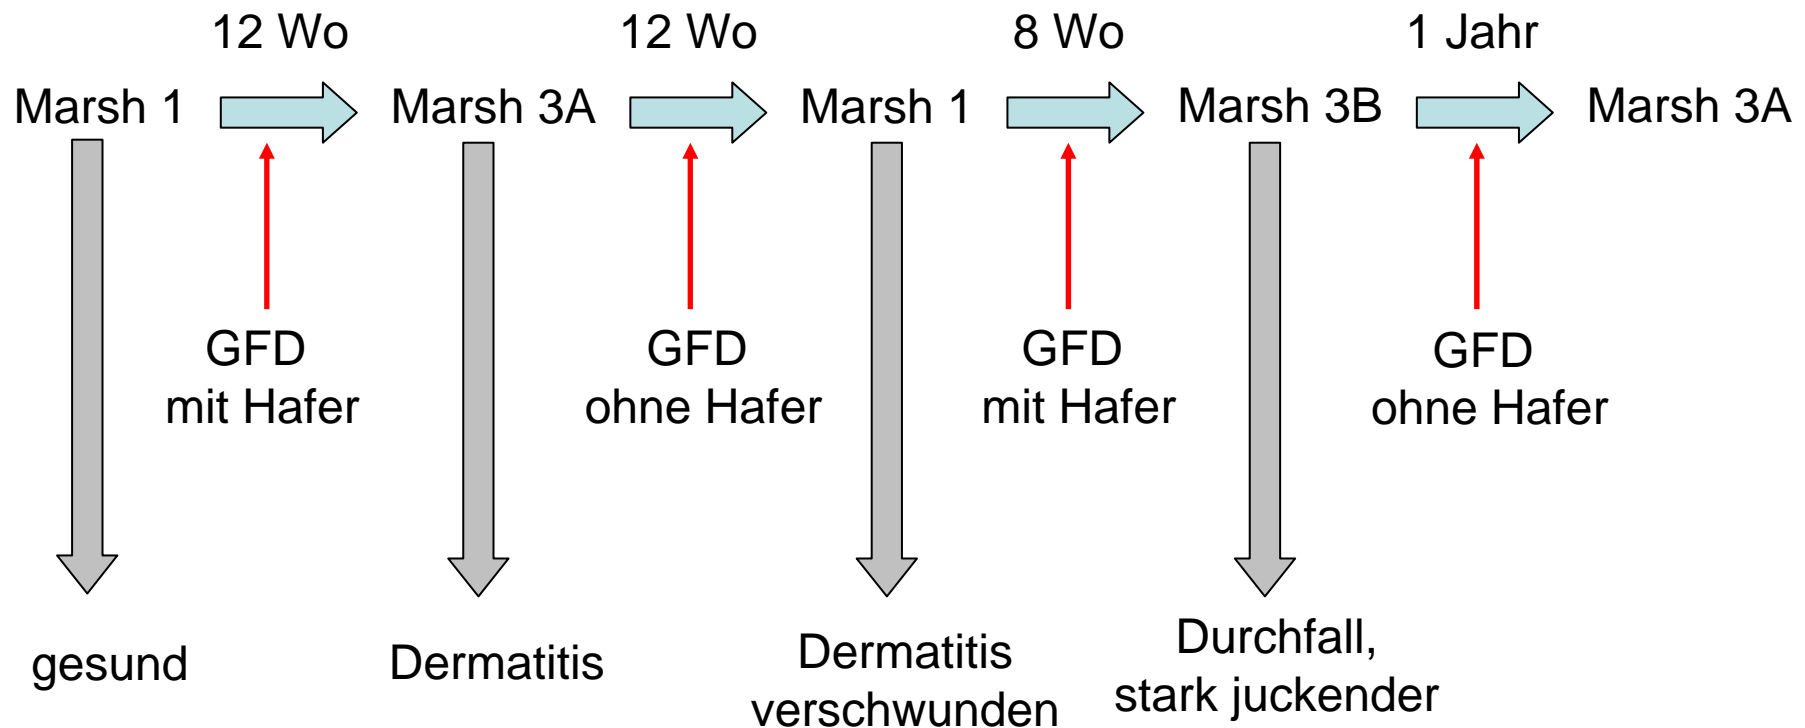 12 Wo
12 Wo
8 Wo
1 Jahr
Marsh 1
Marsh 3A
Marsh 1
Marsh 3B
Marsh 3A
GFD
mit Hafer
GFD
ohne Hafer
GFD
mit Hafer
GFD
ohne Hafer
gesund
Dermatitis
Dermatitis
verschwunden
Durchfall,
stark juckender